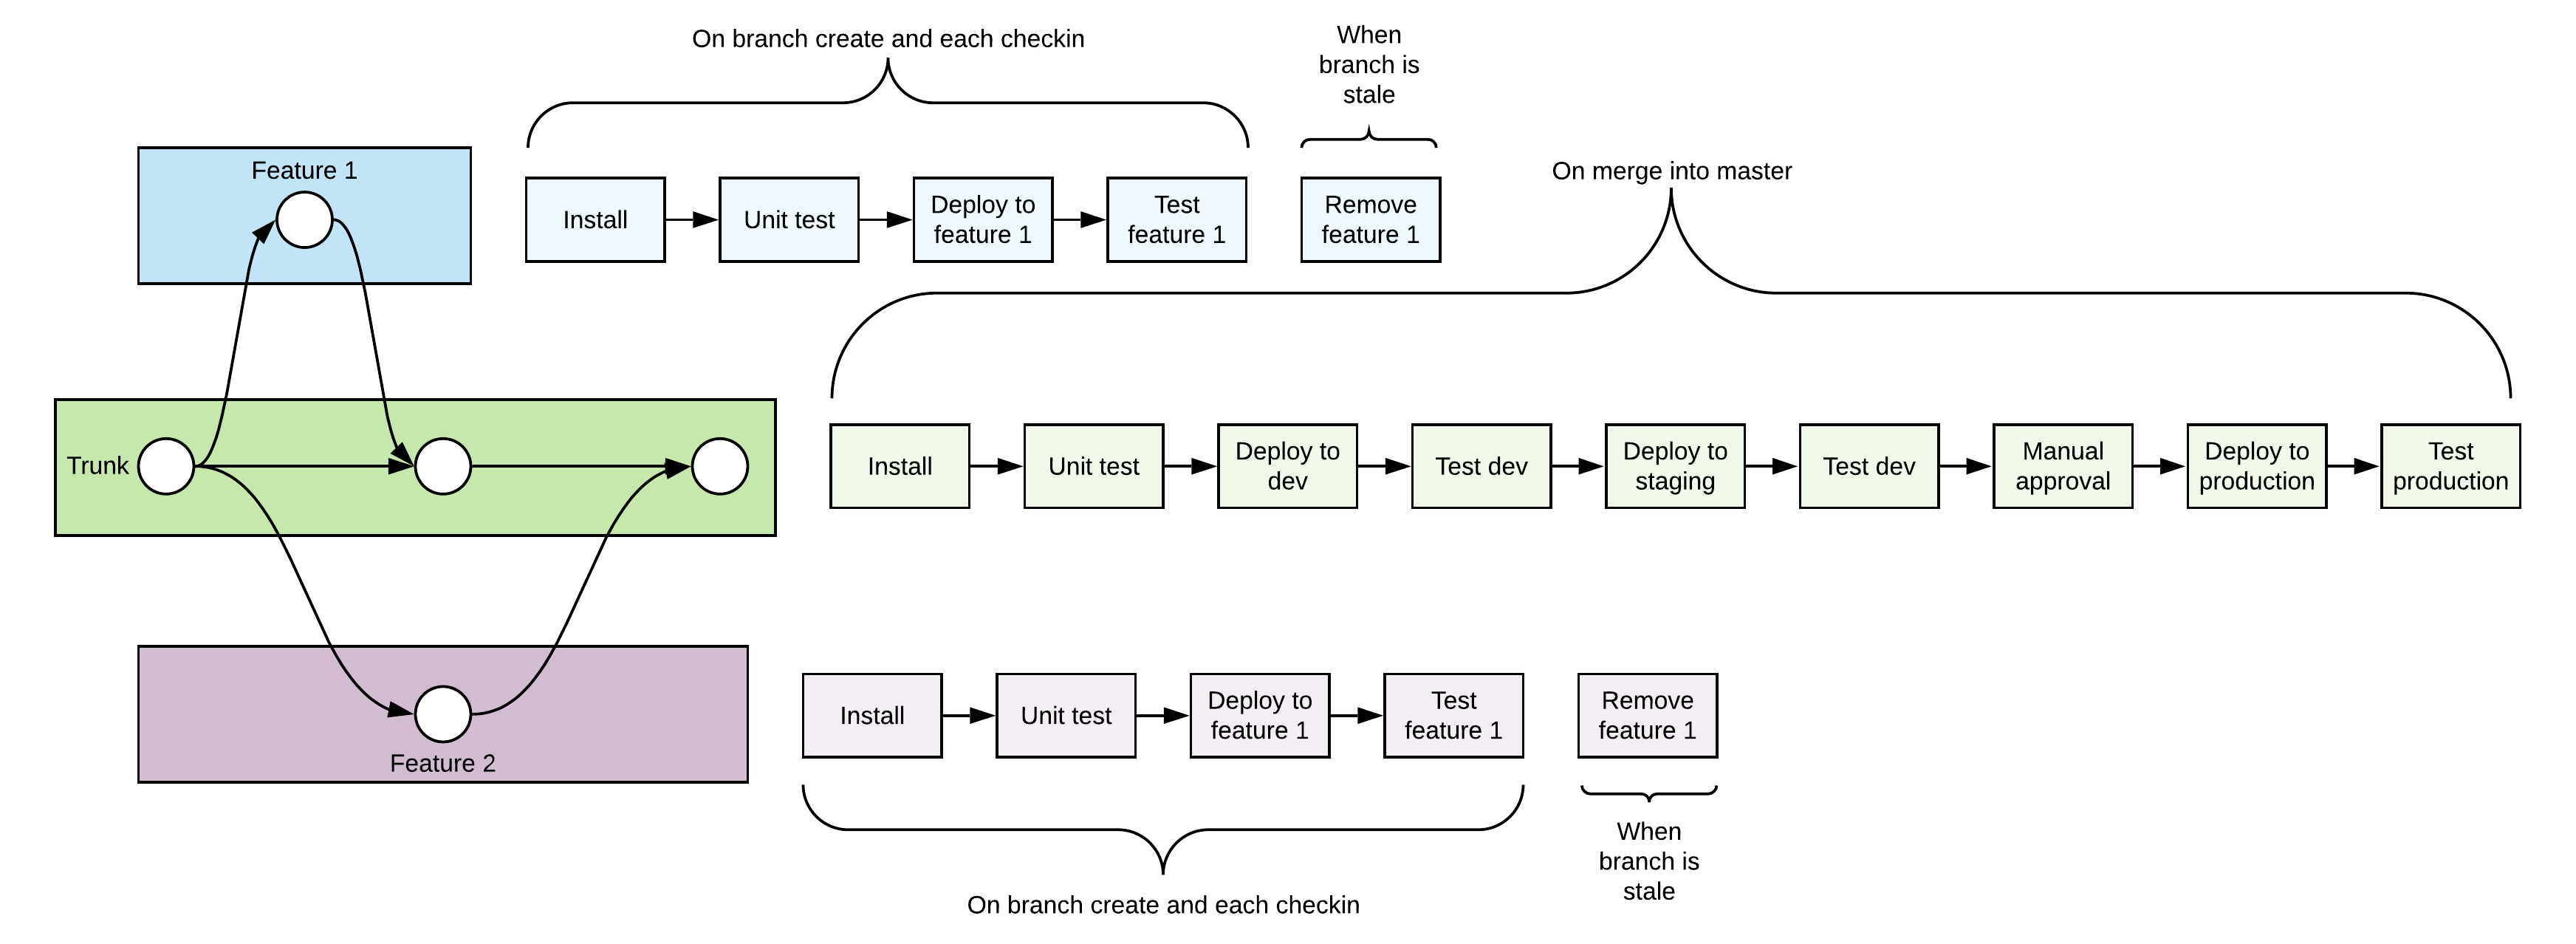 On branch create and each checkin
When
branch is
stale
Feature 1
Install
Unit test
Deploy to
feature 1
Test
feature 1
Remove
feature 1
On merge into master
Trunk
Install
Unit test
Deploy to
dev
Test dev
Deploy to
staging
Test dev
Manual
approval
Deploy to
production
Test
production
Feature 2
Install
Unit test
Deploy to
feature 1
Test
feature 1
Remove
feature 1
On branch create and each checkin
When
branch is
stale